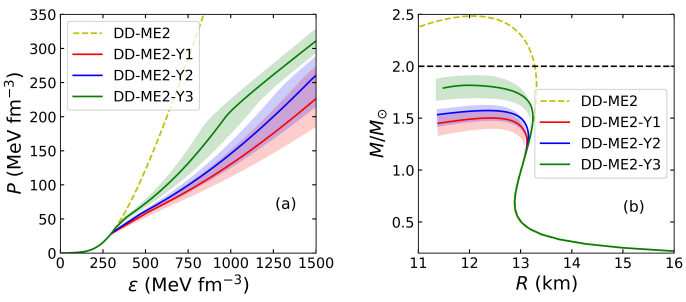 350
300
250
200
150
100
50
0
P (MeV fm⁻³)
DD-ME2
DD-ME2-Y1
DD-ME2-Y2
DD-ME2-Y3
(a)
0 250 500 750 1000 1250 1500
ε (MeV fm⁻³)
2.5
2.0
1.5
1.0
0.5
M/M⊙
DD-ME2
DD-ME2-Y1
DD-ME2-Y2
DD-ME2-Y3
(b)
11 12 13 14 15 16
R (km)